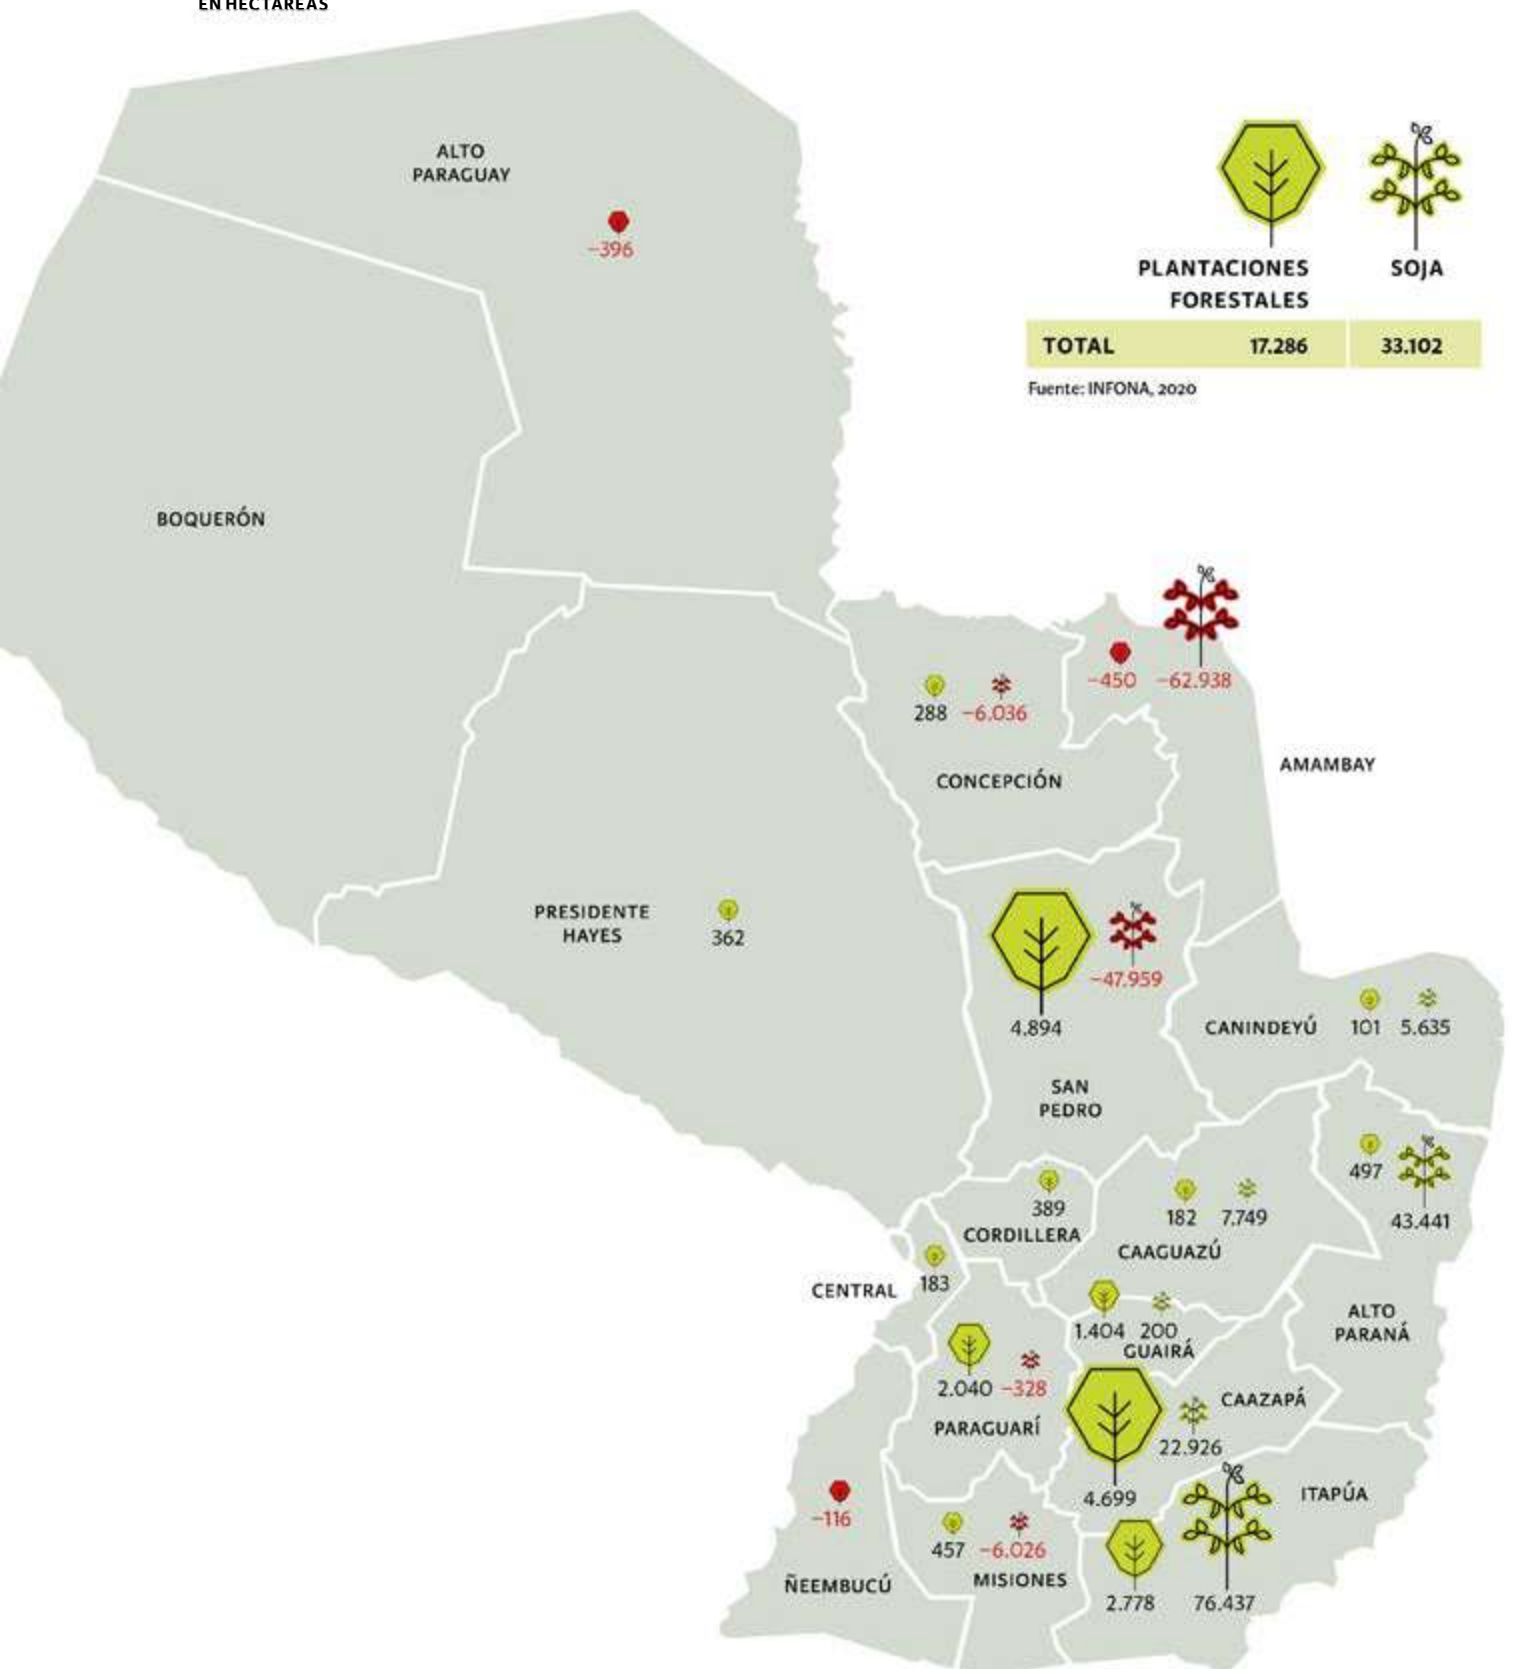 EN HECTÁREAS
ALTO
PARAGUAY
−396
PLANTACIONES
FORESTALES
SOJA
TOTAL 17.286 33.102
Fuente: INFONA, 2020
BOQUERÓN
−450 −62.938
288 −6.036
AMAMBAY
CONCEPCIÓN
PRESIDENTE
HAYES
362
−47.959
4.894
CANINDEYÚ 101 5.635
SAN
PEDRO
497
43.441
389
CORDILLERA
182 7.749
CAAGUAZÚ
CENTRAL 183
ALTO
PARANÁ
1.404 200
GUAIRÁ
2.040 −328
PARAGUARÍ
CAAZAPÁ
22.926
4.699
ITAPÚA
−116
ÑEEMBUCÚ
457 −6.026
MISIONES
2.778 76.437